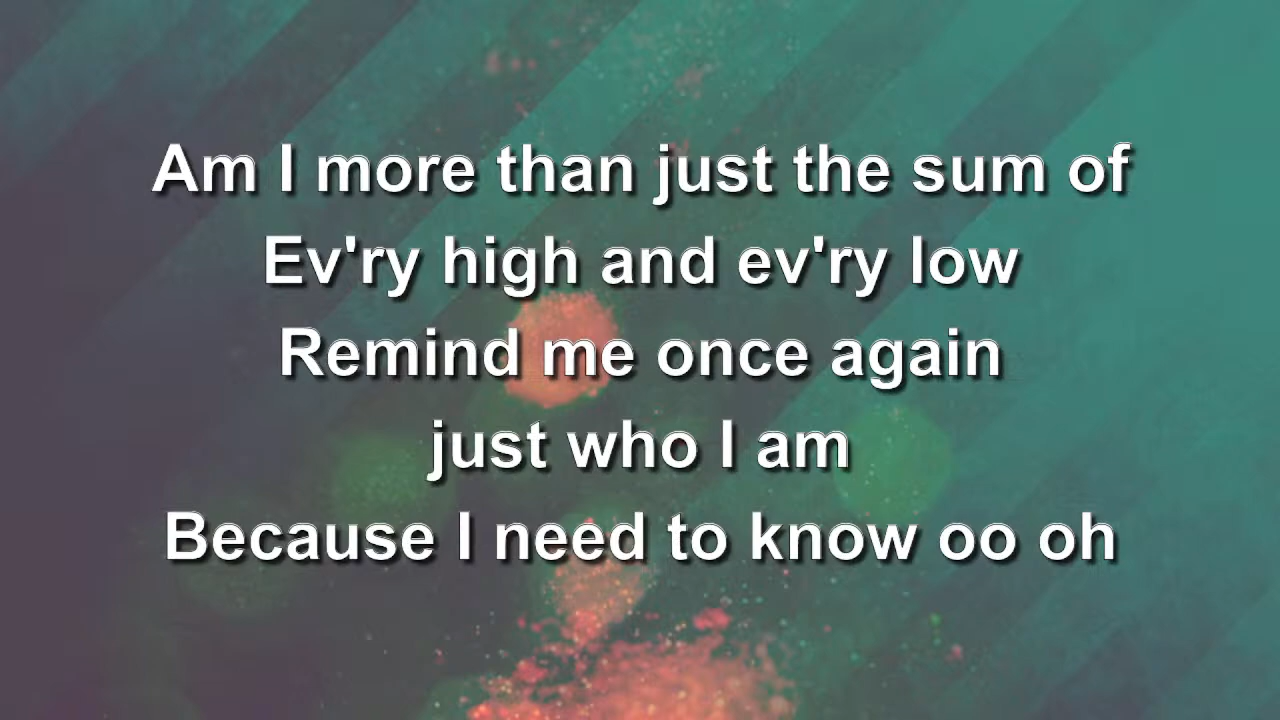 Am I more than just the sum of
Ev'ry high and ev'ry low
Remind me once again
just who I am
Because I need to know oo oh